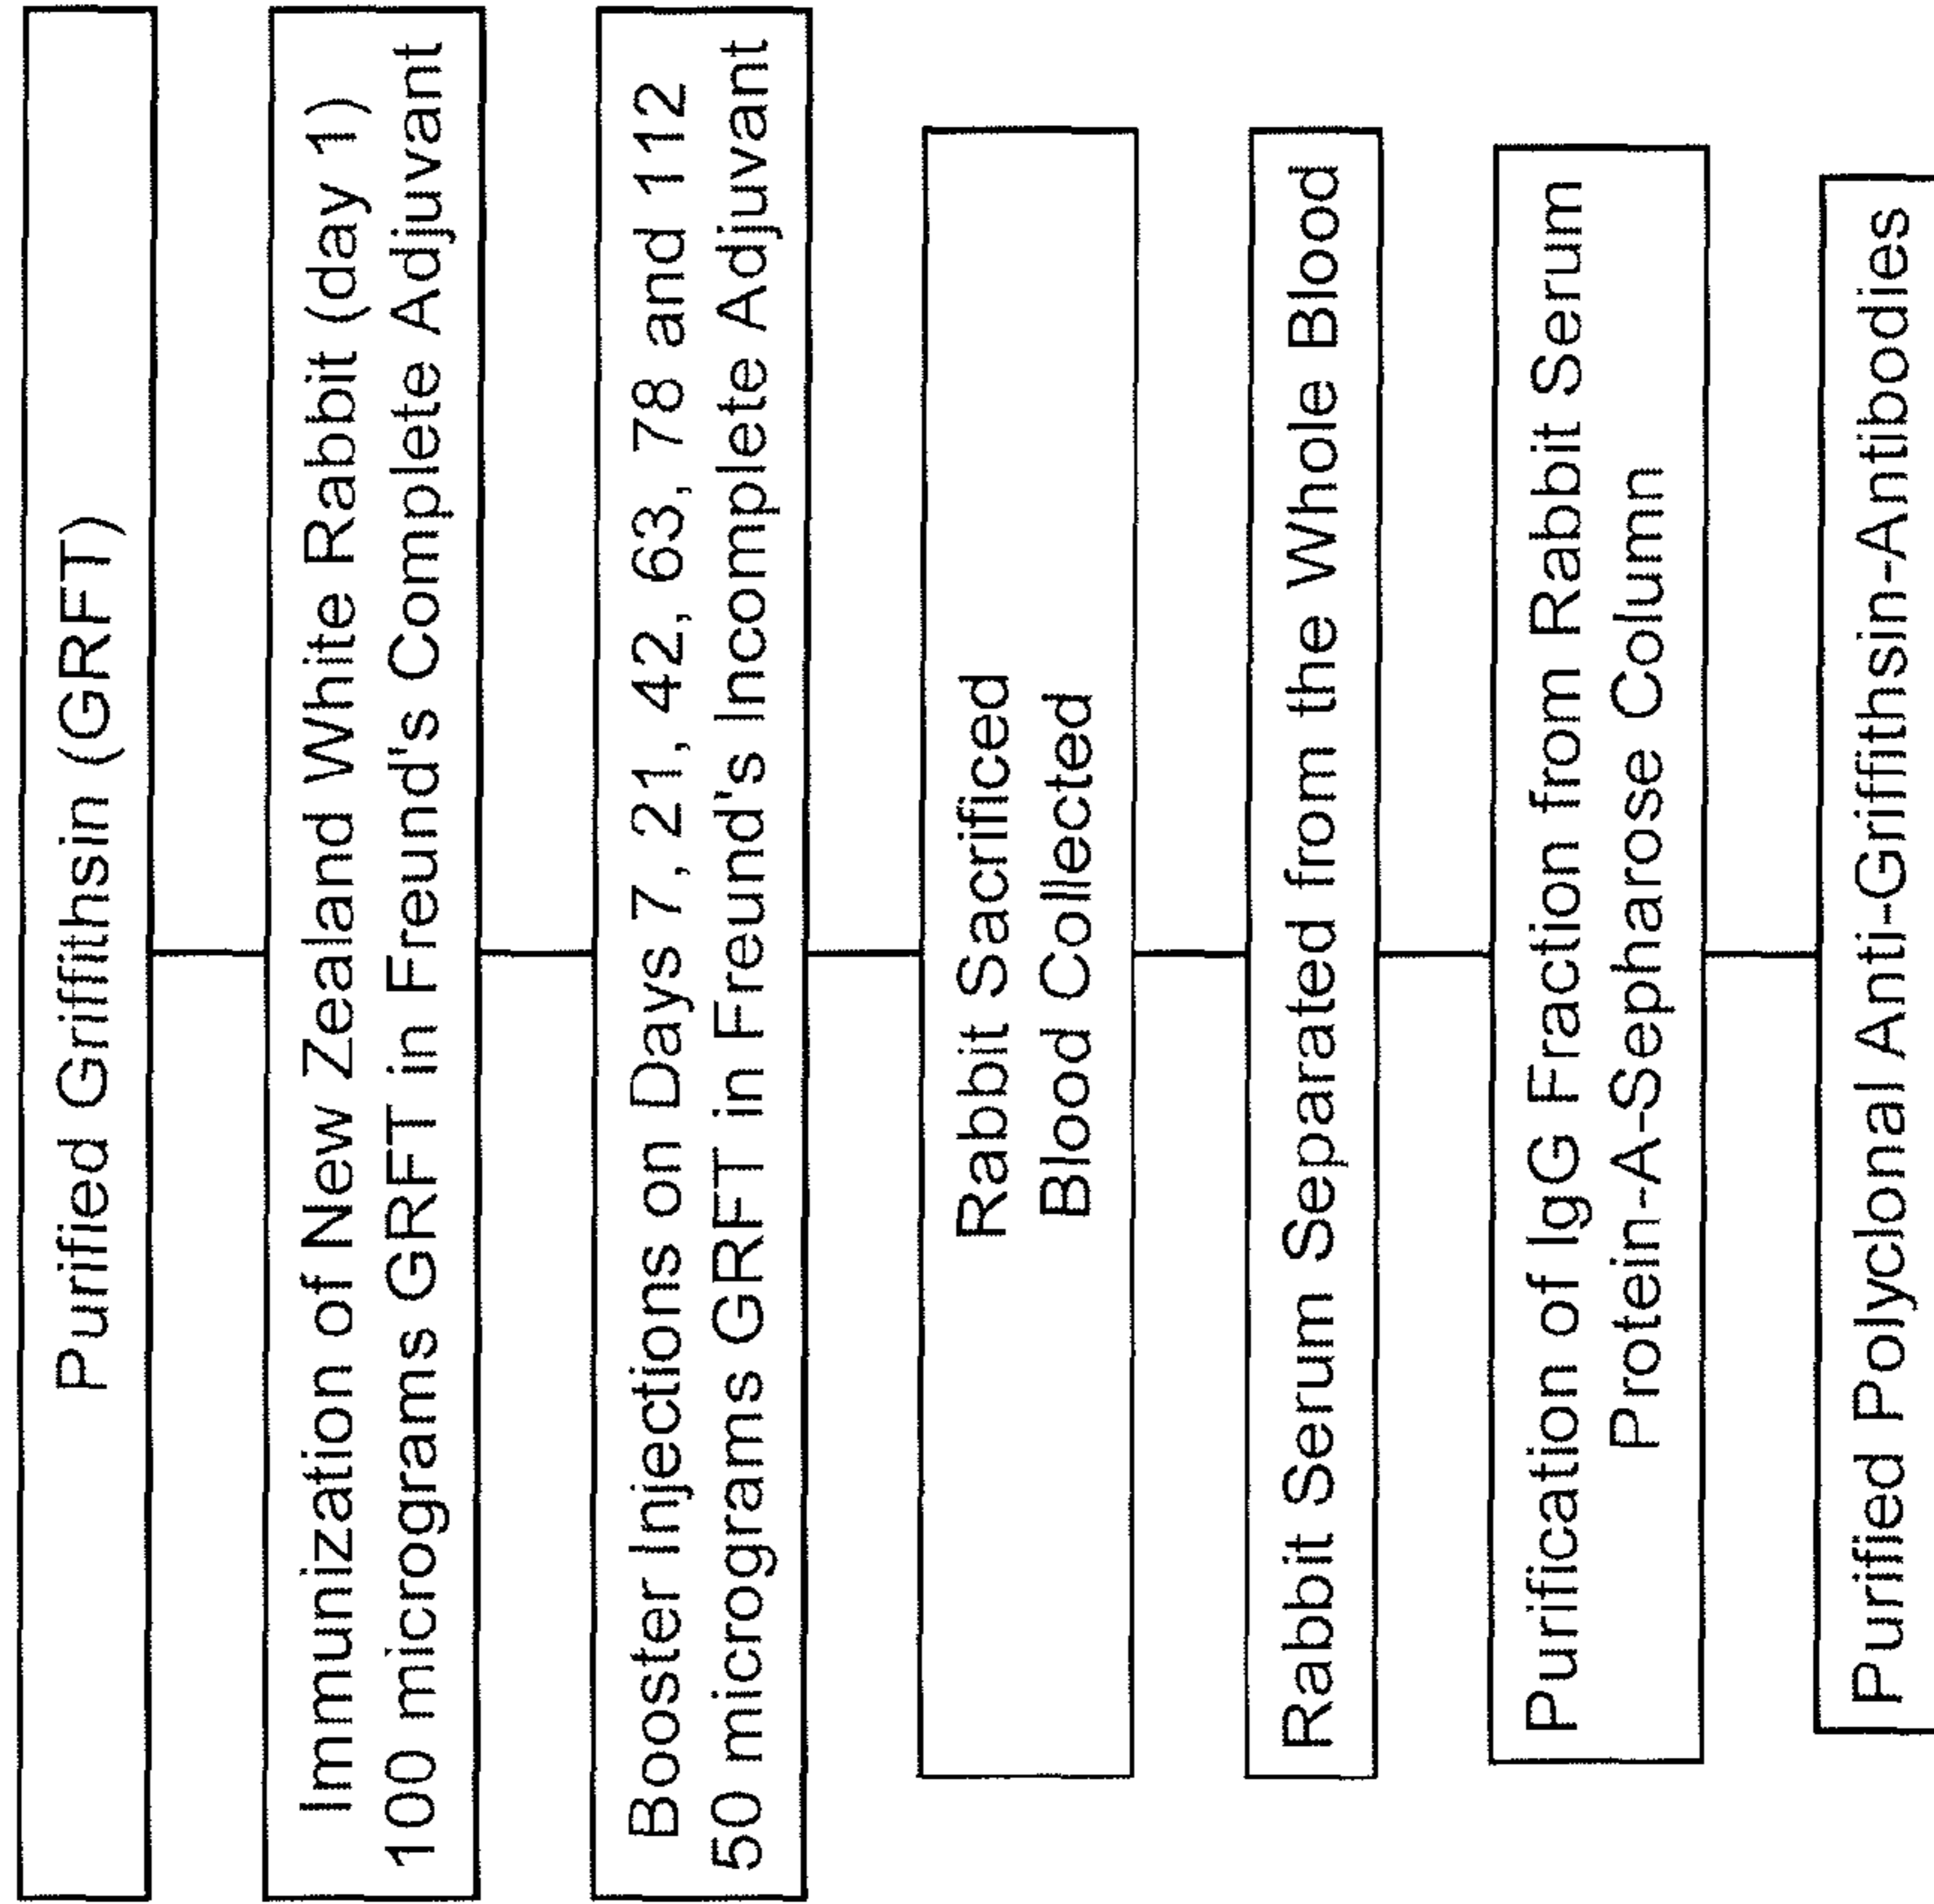 Purified Griffithsin (GRFT)
Immunization of New Zealand White Rabbit (day 1)
100 micrograms GRFT in Freund's Complete Adjuvant
Booster Injections on Days 7, 21, 42, 63, 78 and 112
50 micrograms GRFT in Freund's Incomplete Adjuvant
Rabbit Sacrificed
Blood Collected
Rabbit Serum Separated from the Whole Blood
Purification of IgG Fraction from Rabbit Serum
Protein-A-Sepharose Column
Purified Polyclonal Anti-Griffithsin-Antibodies